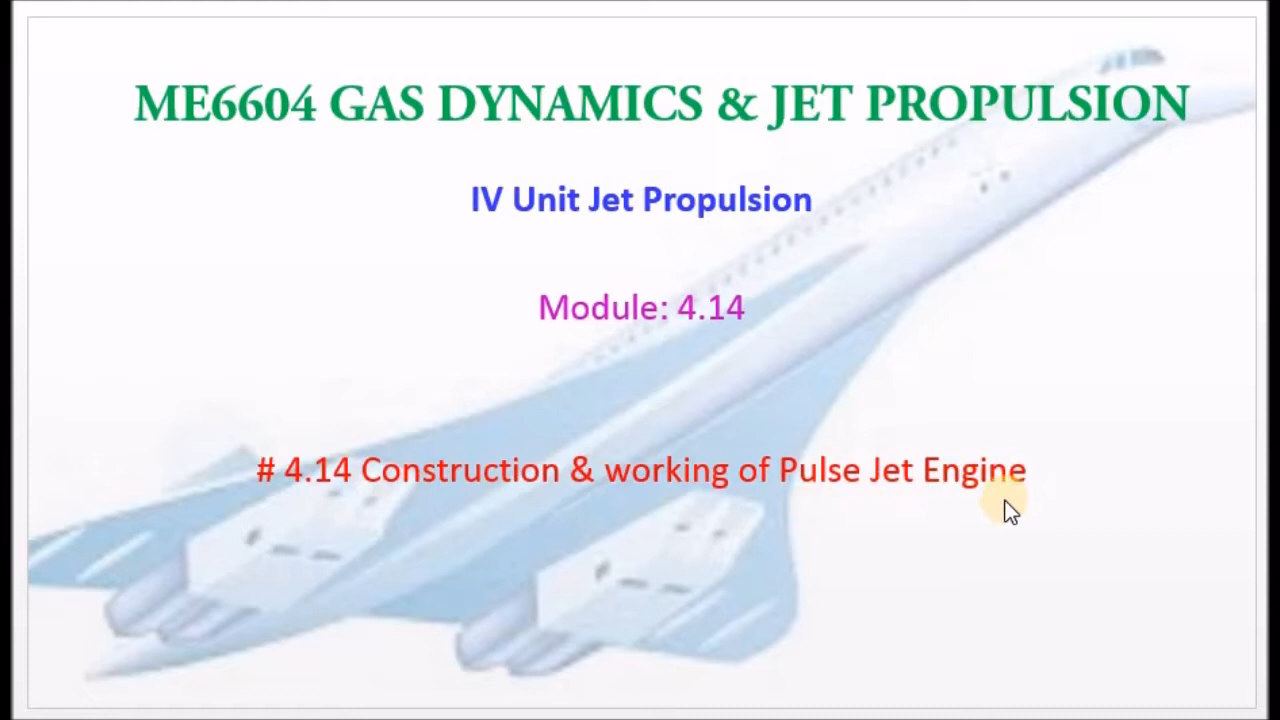 ME6604 GAS DYNAMICS & JET PROPULSION
IV Unit Jet Propulsion
Module: 4.14
# 4.14 Construction & working of Pulse Jet Engine